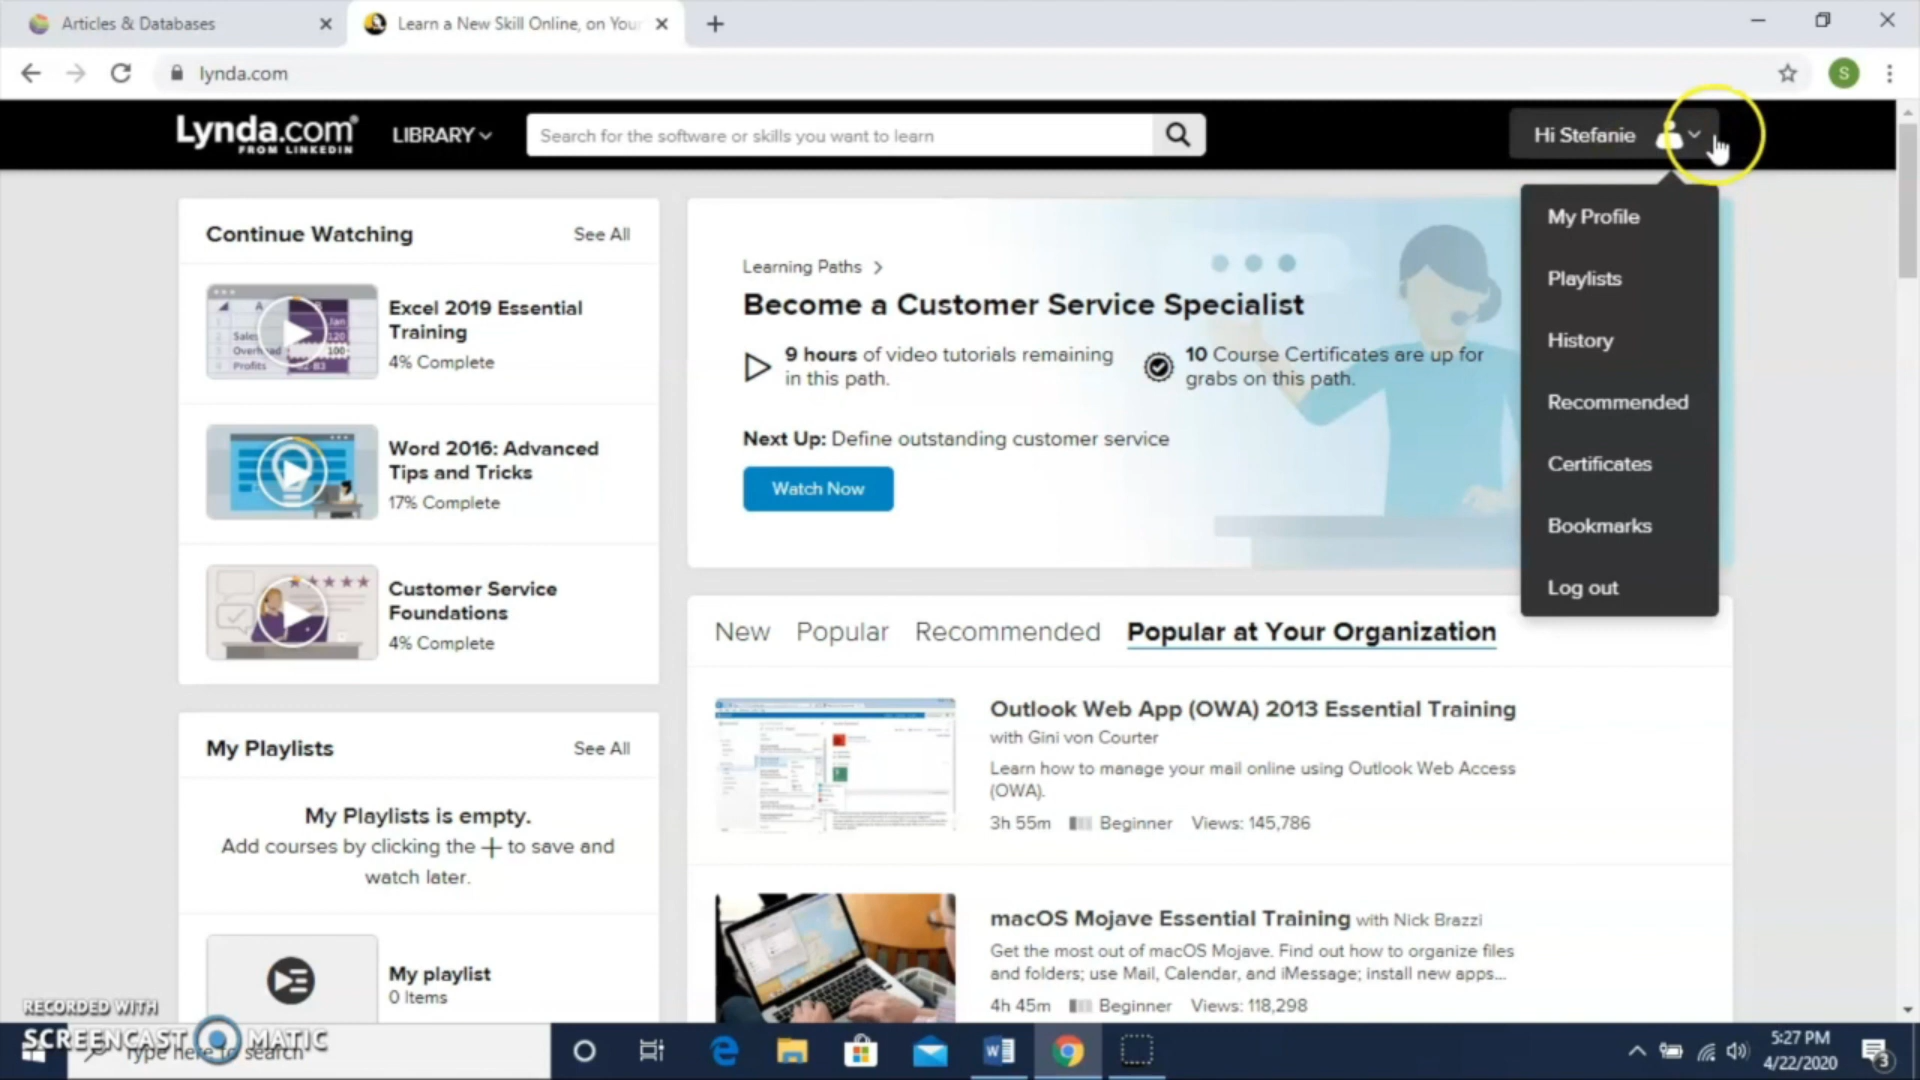 Articles & Databases
Learn a New Skill Online, on Your
lynda.com
S
Lynda.com
FROM LINKEDIN
LIBRARY
Search for the software or skills you want to learn
Hi Stefanie
My Profile
Playlists
History
Recommended
Certificates
Bookmarks
Log out
Continue Watching
See All
Excel 2019 Essential
Training
4% Complete
Word 2016: Advanced
Tips and Tricks
17% Complete
Customer Service
Foundations
4% Complete
My Playlists
See All
My Playlists is empty.
Add courses by clicking the + to save and
watch later.
My playlist
0 Items
Learning Paths >
Become a Customer Service Specialist
9 hours of video tutorials remaining
in this path.
10 Course Certificates are up for
grabs on this path.
Next Up: Define outstanding customer service
Watch Now
New Popular Recommended Popular at Your Organization
Outlook Web App (OWA) 2013 Essential Training
with Gini von Courter
Learn how to manage your mail online using Outlook Web Access
(OWA).
3h 55m Beginner Views: 145,786
macOS Mojave Essential Training with Nick Brazzi
Get the most out of macOS Mojave. Find out how to organize files
and folders; use Mail, Calendar, and iMessage; install new apps...
4h 45m Beginner Views: 118,298
RECORDED WITH
SCREENCAST MATIC
Type here to search
5:27 PM
4/22/2020
3